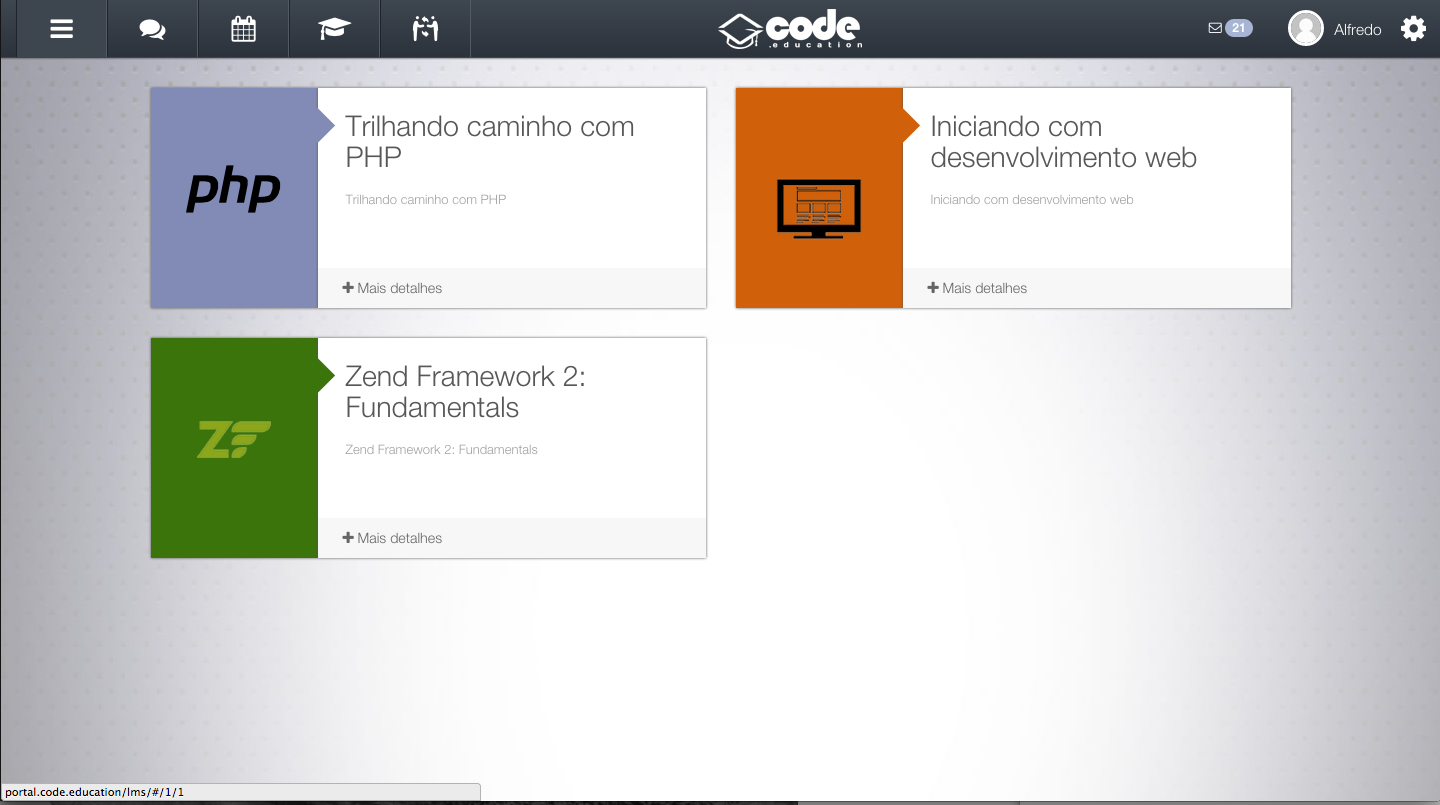 code
.education
21
Alfredo
php
Trilhando caminho com
PHP
Trilhando caminho com PHP
Mais detalhes
Iniciando com
desenvolvimento web
Iniciando com desenvolvimento web
Mais detalhes
ZF
Zend Framework 2:
Fundamentals
Zend Framework 2: Fundamentals
Mais detalhes
portal.code.education/lms/#/1/1